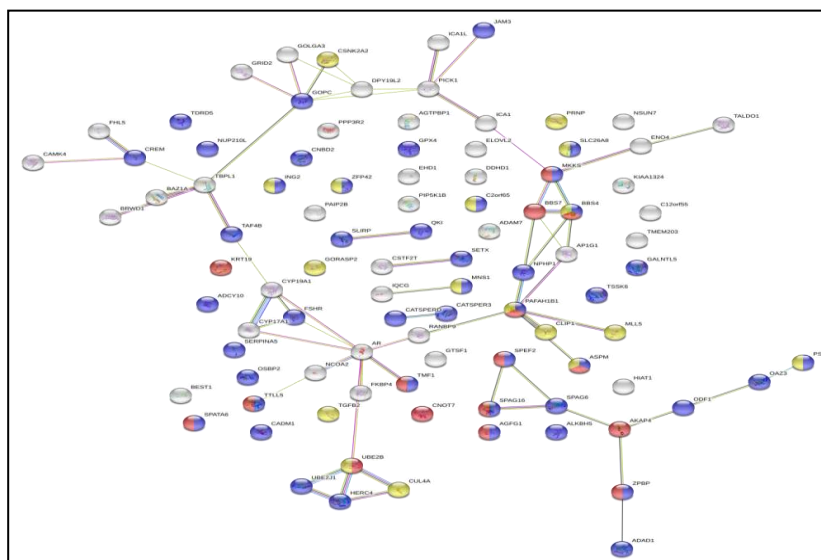 JAM3
ICA1L
GOLGA3
CSNK2A2
GRID2
DPY19L2
PICK1
GOPC
TDRD5
FHL5
PPP3R2
AGTPBP1
ICA1
PRNP
NSUN7
TALDO1
NUP210L
CREM
CAMK4
CNBD2
GPX4
ELOVL2
SLC26A8
ENO4
MKKS
TBPL1
BAZ1A
ING2
ZFP42
EHD1
DDHD1
KIAA1324
BRWD1
PAIP2B
PIP5K1B
C2orf65
BBS7
BBS4
C12orf55
TAF4B
SLIRP
QKI
ADAM7
TMEM203
KRT19
GORASP2
CSTF2T
SETX
AP1G1
GALNTL5
NPHP1
CYP19A1
IQCG
MNS1
TSSK6
ADCY10
FSHR
CATSPERD
CATSPER3
PAFAH1B1
CYP17A1
RANBP9
CLIP1
MLL5
SERPINA5
AR
GTSF1
SPEF2
ASPM
OSBP2
NCOA2
TMF1
HIAT1
BEST1
TTLL5
FKBP4
SPAG16
SPAG6
ODF1
SPATA6
TGFB2
CNOT7
AKAP4
CADM1
AGFG1
ALKBH5
UBE2B
UBE2J1
CUL4A
HERC4
ZPBP
ADAD1